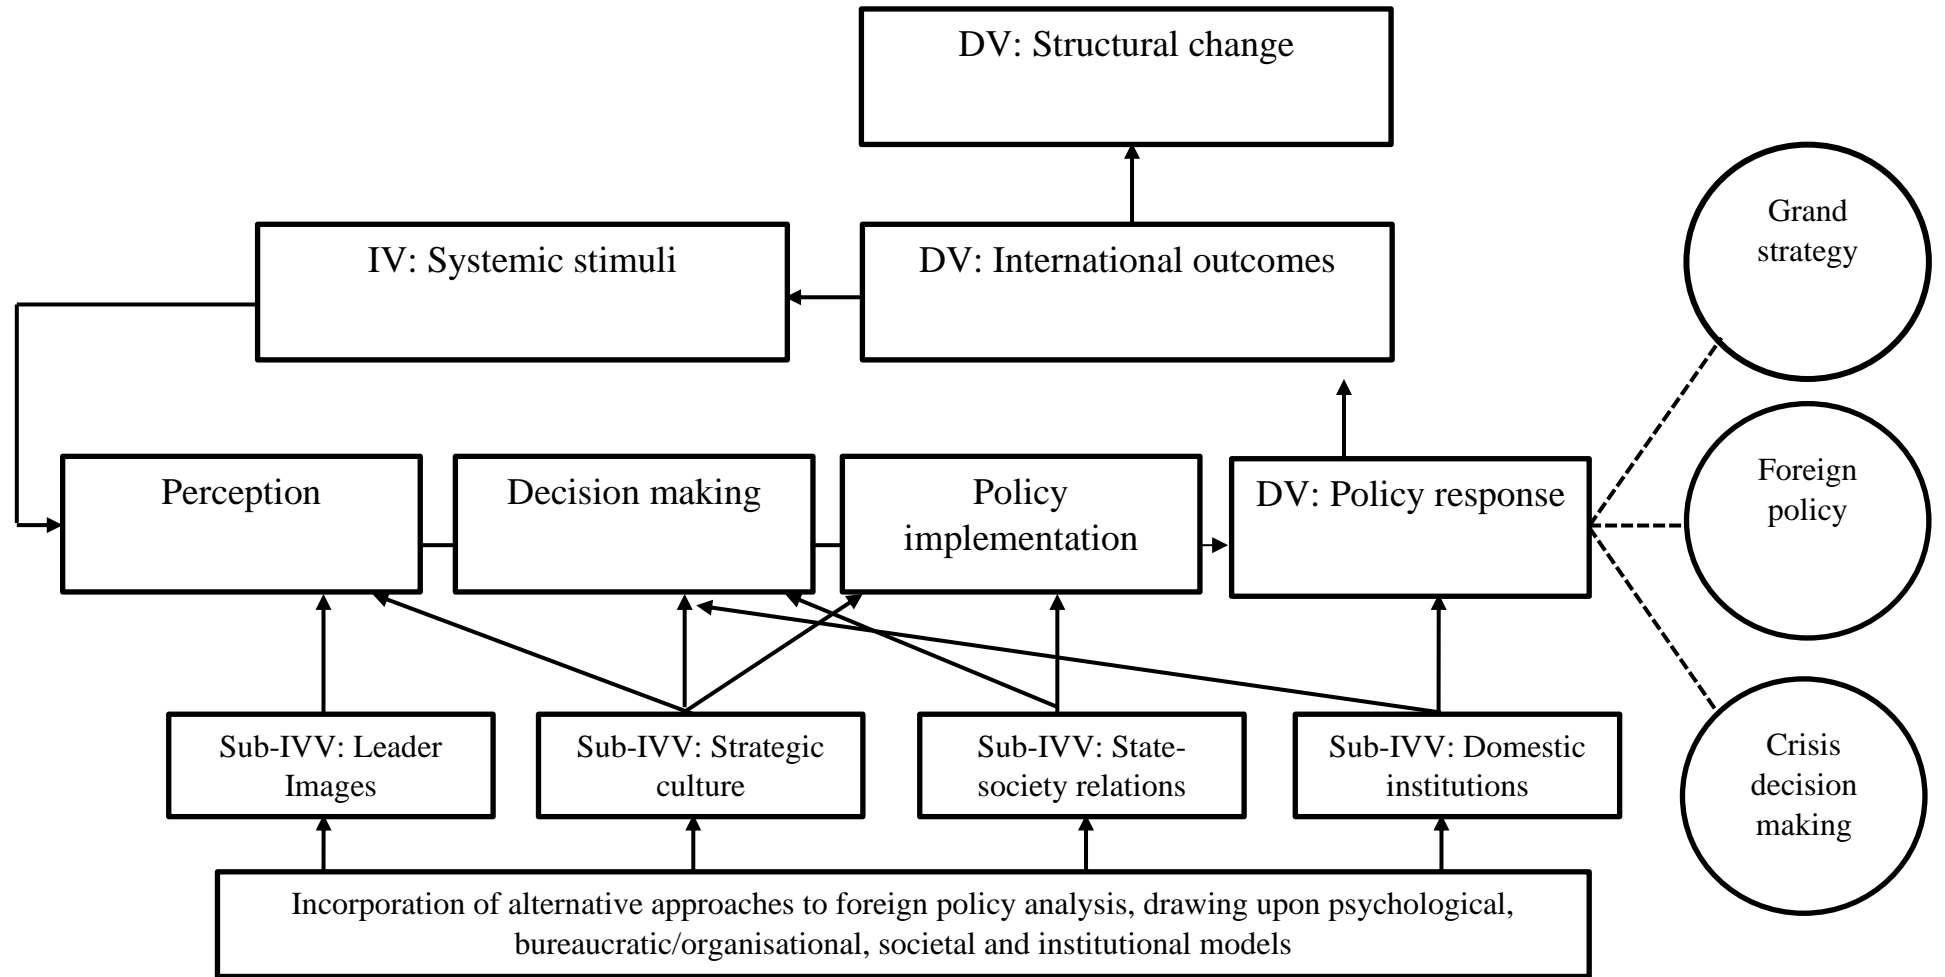 DV: Structural change
IV: Systemic stimuli
DV: International outcomes
Grand
strategy
Perception
Decision making
Policy
implementation
DV: Policy response
Foreign
policy
Sub-IVV: Leader
Images
Sub-IVV: Strategic
culture
Sub-IVV: State-
society relations
Sub-IVV: Domestic
institutions
Crisis
decision
making
Incorporation of alternative approaches to foreign policy analysis, drawing upon psychological,
bureaucratic/organisational, societal and institutional models